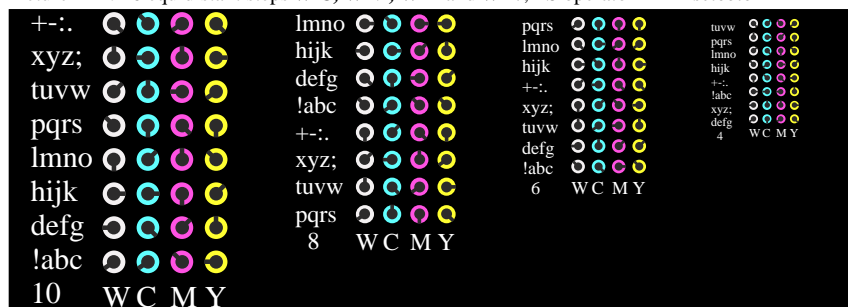 +-:.
xyz;
tuvw
pqrs
lmno
hijk
defg
!abc
10 W C M Y
lmno
hijk
defg
!abc
+-:.
xyz;
tuvw
pqrs
8 W C M Y
pqrs
lmno
hijk
+-:.
xyz;
tuvw
defg
!abc
6 W C M Y
tuvw
pqrs
lmno
hijk
+-:.
!abc
xyz;
defg
4 W C M Y